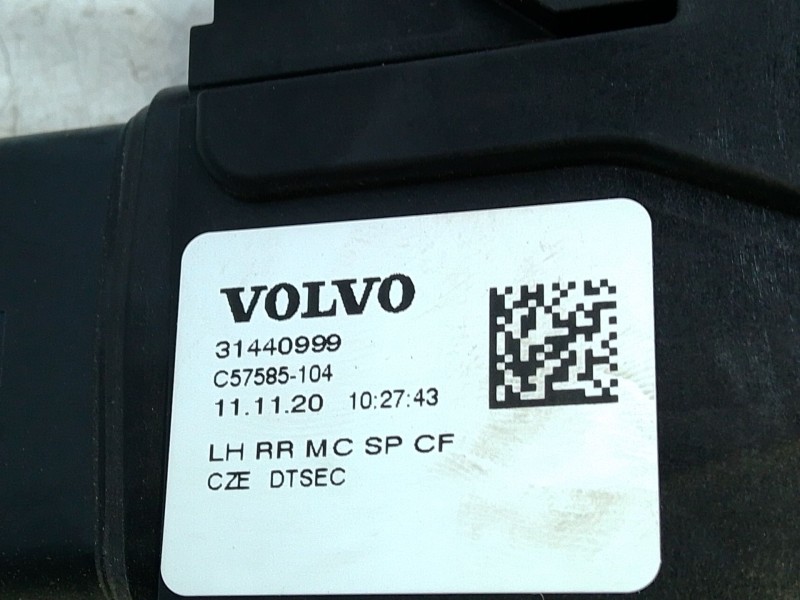 VOLVO
31440999
C57585-104
11.11.20 10:27:43
LH RR MC SP CF
CZE DTSEC